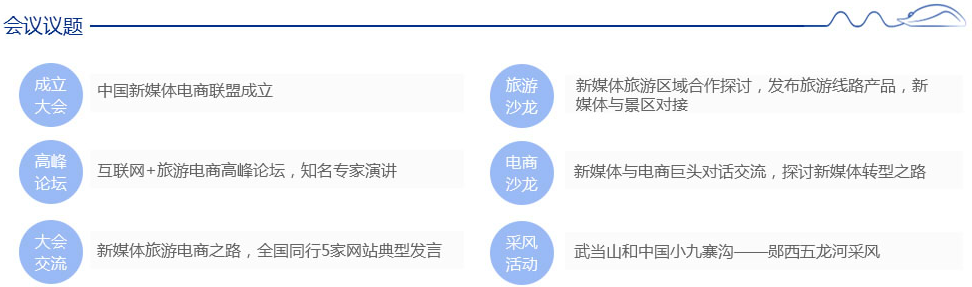 会议议题
成立
大会
中国新媒体电商联盟成立
旅游
沙龙
新媒体旅游区域合作探讨，发布旅游线路产品，新
媒体与景区对接
高峰
论坛
互联网+旅游电商高峰论坛，知名专家演讲
电商
沙龙
新媒体与电商巨头对话交流，探讨新媒体转型之路
大会
交流
新媒体旅游电商之路，全国同行5家网站典型发言
采风
活动
武当山和中国小九寨沟——郧西五龙河采风